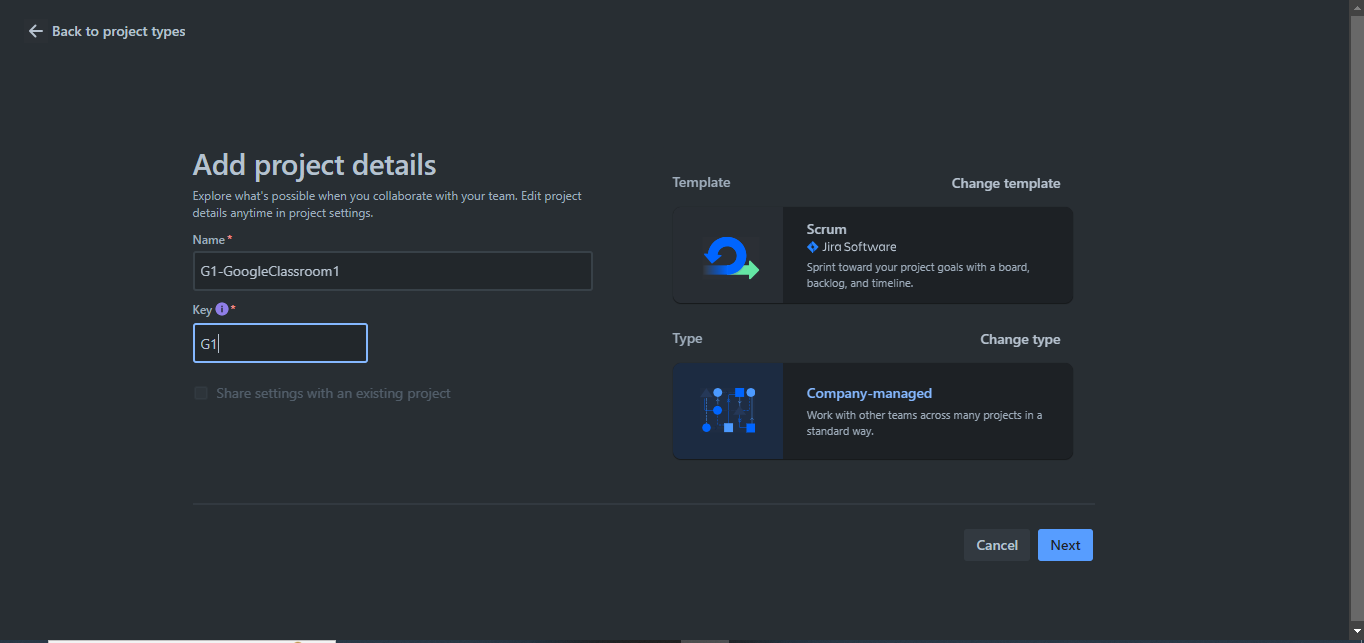 Back to project types
Add project details
Explore what's possible when you collaborate with your team. Edit project
details anytime in project settings.
Name*
G1-GoogleClassroom1
Key i *
G1
Share settings with an existing project
Template
Change template
Scrum
Jira Software
Sprint toward your project goals with a board,
backlog, and timeline.
Type
Change type
Company-managed
Work with other teams across many projects in a
standard way.
Cancel
Next